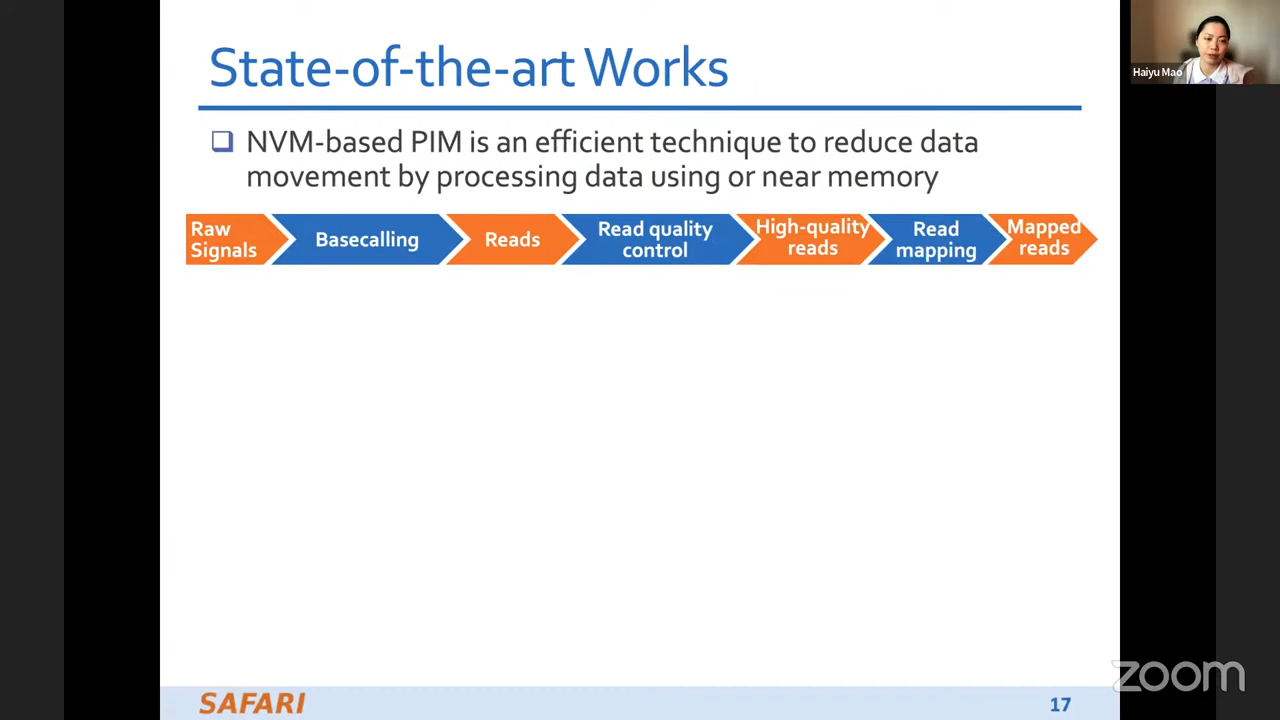 State-of-the-art Works
Haiyu Mao
NVM-based PIM is an efficient technique to reduce data
movement by processing data using or near memory
Raw
Signals
Basecalling
Reads
Read quality
control
High-quality
reads
Read
mapping
Mapped
reads
SAFARI
17
zoom